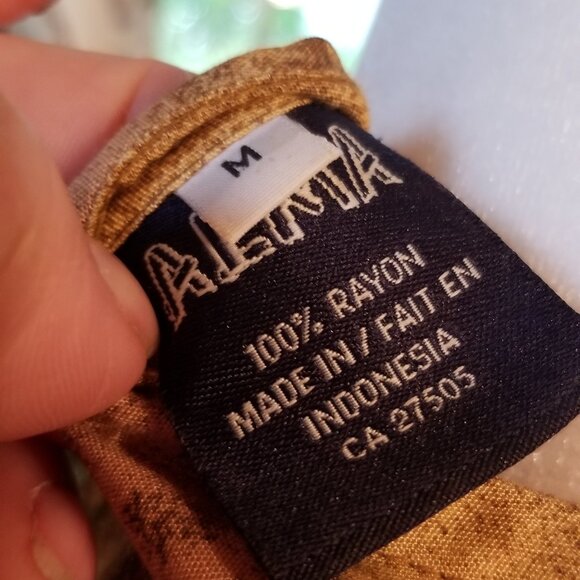 M
100% RAYON
MADE IN / FAIT EN
INDONESIA
CA 27505